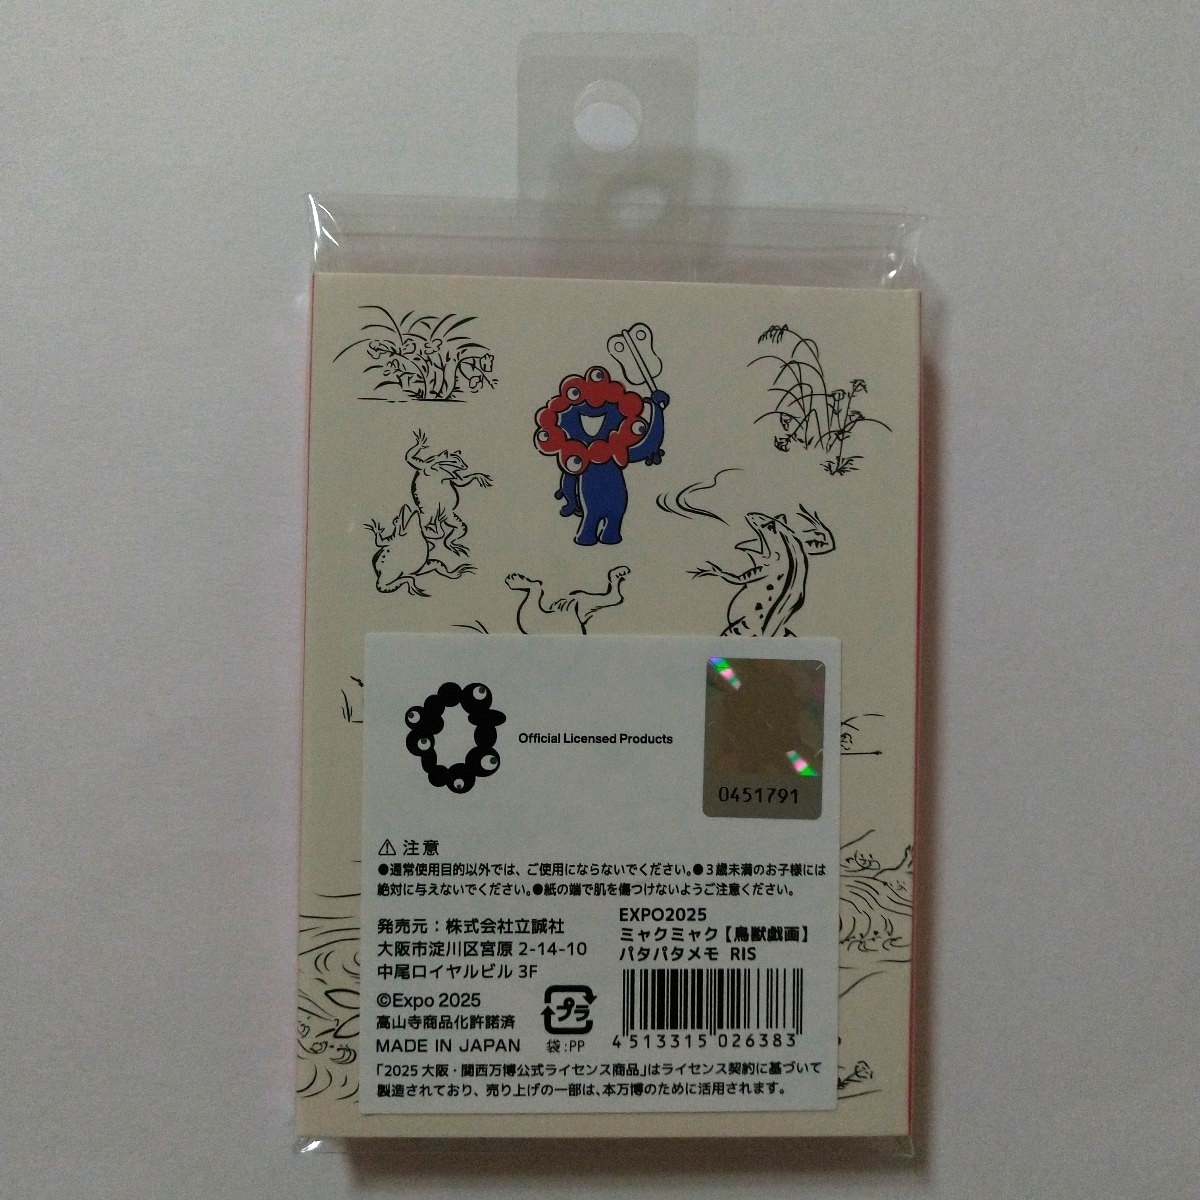 Official Licensed Products
0451791
⚠ 注意
●通常使用目的以外では、ご使用にならないでください。●3歳未満のお子様には
絶対に与えないでください。●紙の端で肌を傷つけないようご注意ください。
発売元：株式会社立誠社
大阪市淀川区宮原 2-14-10
中尾ロイヤルビル 3F
©Expo 2025
高山寺商品化許諾済
MADE IN JAPAN
EXPO2025
ミャクミャク【鳥獣戯画】
パタパタメモ RIS
プラ
袋:PP
4513315026383
「2025 大阪・関西万博公式ライセンス商品」はライセンス契約に基づいて
製造されており、売り上げの一部は、本万博のために活用されます。